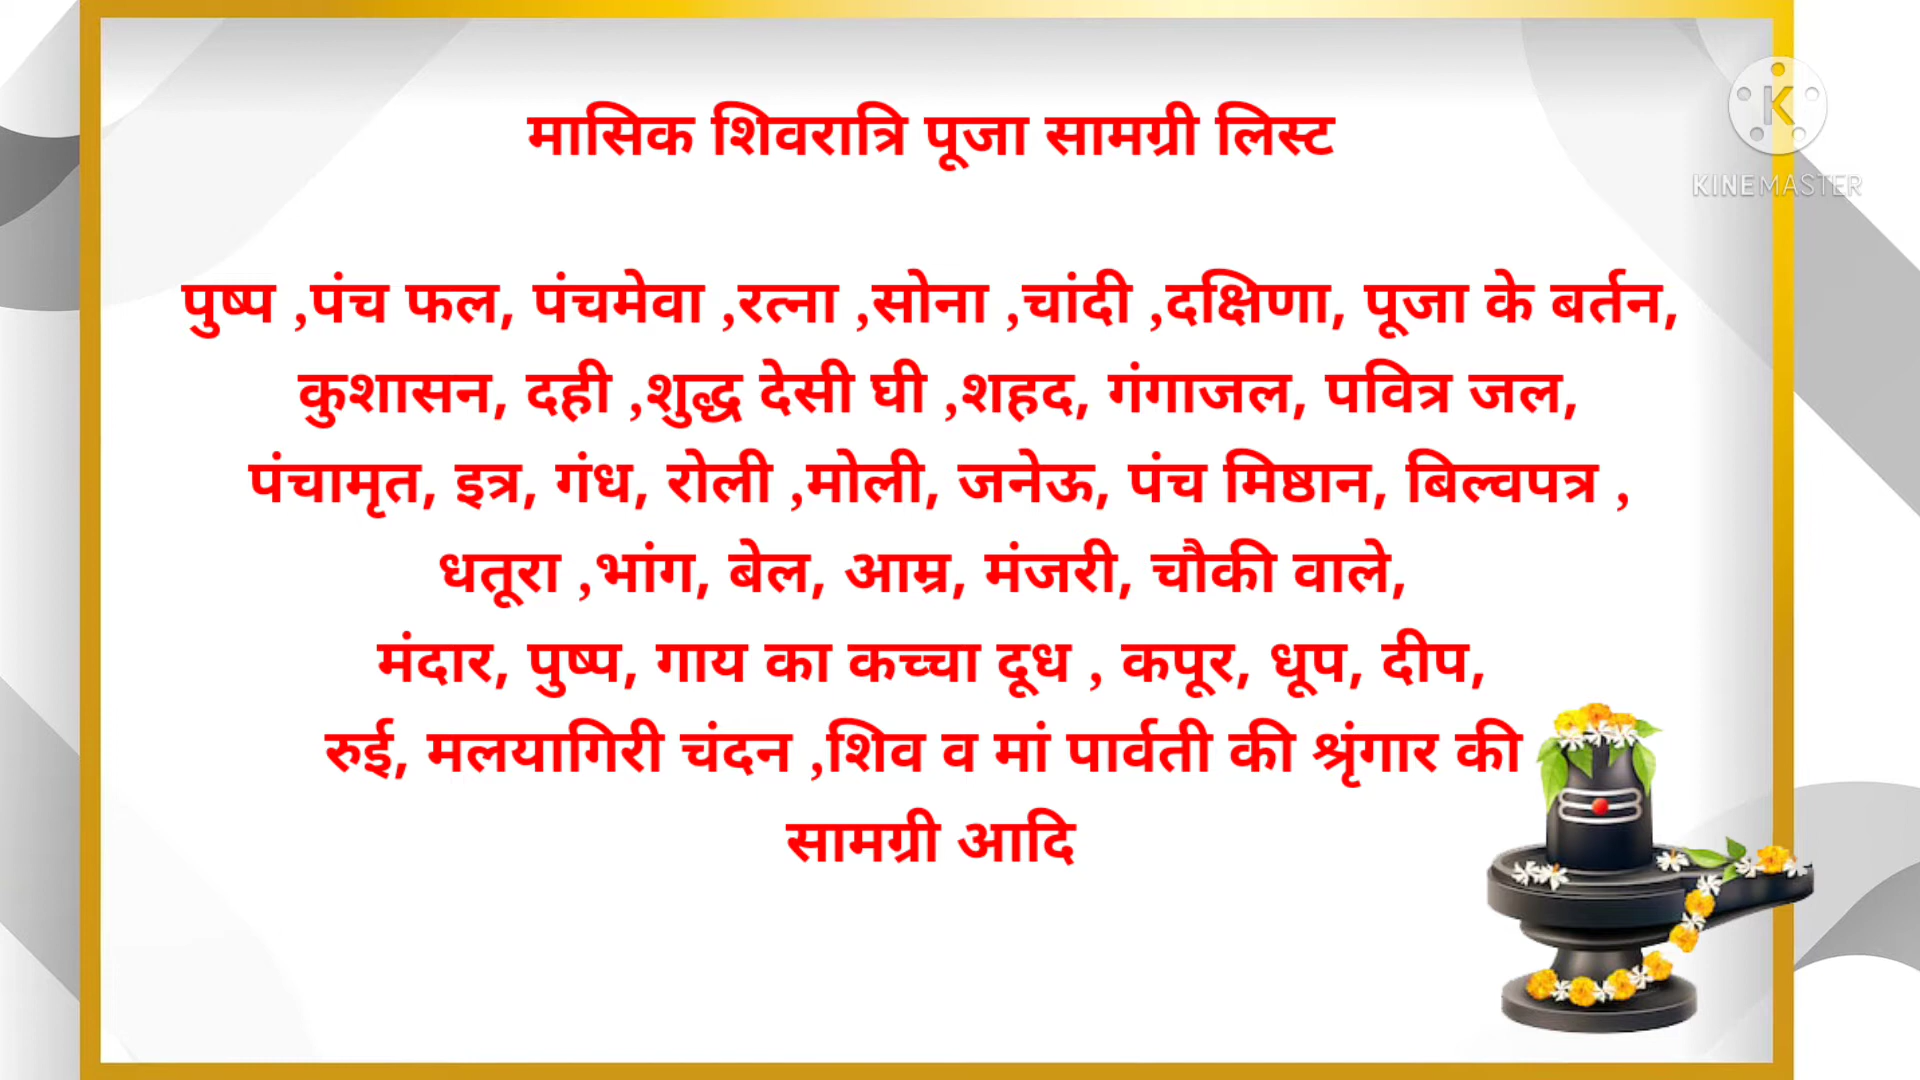 मासिक शिवरात्रि पूजा सामग्री लिस्ट
KINEMASTER
पुष्प ,पंच फल, पंचमेवा ,रत्ना ,सोना ,चांदी ,दक्षिणा, पूजा के बर्तन,
कुशासन, दही ,शुद्ध देसी घी ,शहद, गंगाजल, पवित्र जल,
पंचामृत, इत्र, गंध, रोली ,मोली, जनेऊ, पंच मिष्ठान, बिल्वपत्र ,
धतूरा ,भांग, बेल, आम्र, मंजरी, चौकी वाले,
मंदार, पुष्प, गाय का कच्चा दूध , कपूर, धूप, दीप,
रुई, मलयागिरी चंदन ,शिव व मां पार्वती की श्रृंगार की
सामग्री आदि